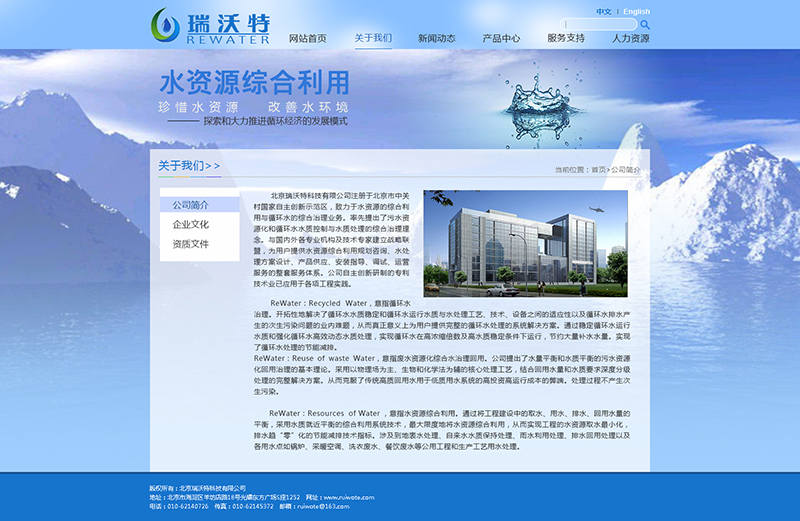 中文 | English
瑞沃特
REWATER
网站首页 关于我们 新闻动态 产品中心 服务支持 人力资源
水资源综合利用
珍惜水资源 改善水环境
探索和大力推进循环经济的发展模式
关于我们>>
当前位置：首页>公司简介
公司简介
企业文化
资质文件
北京瑞沃特科技有限公司注册于北京市中关
村国家自主创新示范区，致力于水资源的综合利
用与循环水的综合治理业务。率先提出了污水资
源化和循环水水质控制与水质处理的综合治理理
念。与国内外各专业机构及技术专家建立战略联
盟，为用户提供水资源综合利用规划咨询、水处
理方案设计、产品供应、安装指导、调试、运营
服务的整套服务体系。公司自主创新研制的专利
技术业已应用于各项工程实践。
ReWater：Recycled Water，意指循环水
治理。开拓性地解决了循环水水质稳定和循环水运行水质与水处理工艺、技术、设备之间的适应性以及循环水排水产
生的次生污染问题的业内难题，从而真正意义上为用户提供完整的循环水处理的系统解决方案。通过稳定循环水运行
水质和强化循环水高效动态水质处理，实现循环水在高浓缩倍数及高水质稳定条件下运行，节约大量补水水量。实现
了循环水处理的节能减排。
ReWater：Reuse of waste Water，意指废水资源化综合水治理回用。公司提出了水量平衡和水质平衡的污水资源
化回用治理的基本理论。采用以物理场为主、生物和化学法为辅的核心处理工艺，结合回用水量和水质要求深度分级
处理的完整解决方案。从而克服了传统高质回用水用于低质用水系统的高投资高运行成本的弊端。处理过程不产生次
生污染。
ReWater：Resources of Water，意指水资源综合利用。通过将工程建设中的取水、用水、排水、回用水量的
平衡，采用水质就近平衡的综合利用系统技术，最大限度地将水资源综合利用，从而实现工程的水资源取水最小化，
排水趋“零”化的节能减排技术指标。涉及到地表水处理、自来水水质保持处理、雨水利用处理、排水回用处理以及
各用水点如锅炉、采暖空调、洗衣废水、餐饮废水等公用工程和生产工艺用水处理。
版权所有：北京瑞沃特科技有限公司
地址：北京市海淀区羊坊店路18号光耀东方广场S座1252 网址：www.ruiwote.com
电话：010-62140726 传真：010-62145372 邮箱：ruiwote@163.com